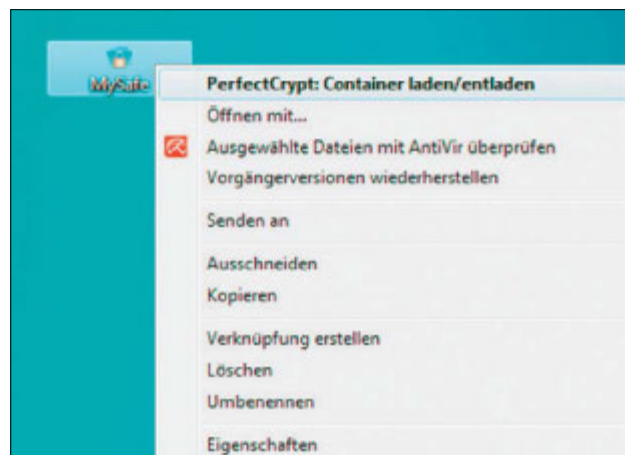 MySafe
PerfectCrypt: Container laden/entladen
Öffnen mit...
Ausgewählte Dateien mit AntiVir überprüfen
Vorgängerversionen wiederherstellen
Senden an
Ausschneiden
Kopieren
Verknüpfung erstellen
Löschen
Umbenennen
Eigenschaften